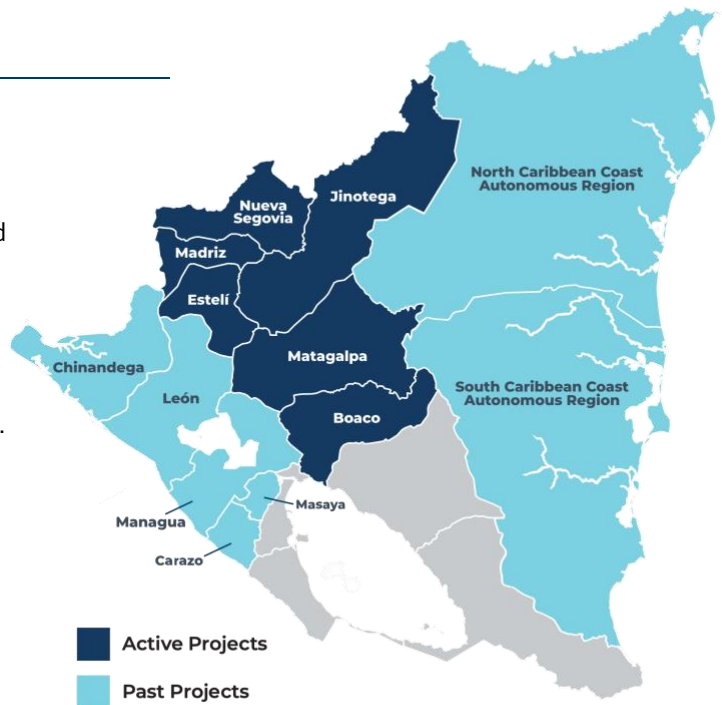 North Caribbean Coast
Autonomous Region
Jinotega
Nueva
Segovia
d
Madriz
Estelí
Chinandega
Matagalpa
León
South Caribbean Coast
Autonomous Region
Boaco
.
Masaya
Managua
Carazo
Active Projects
Past Projects